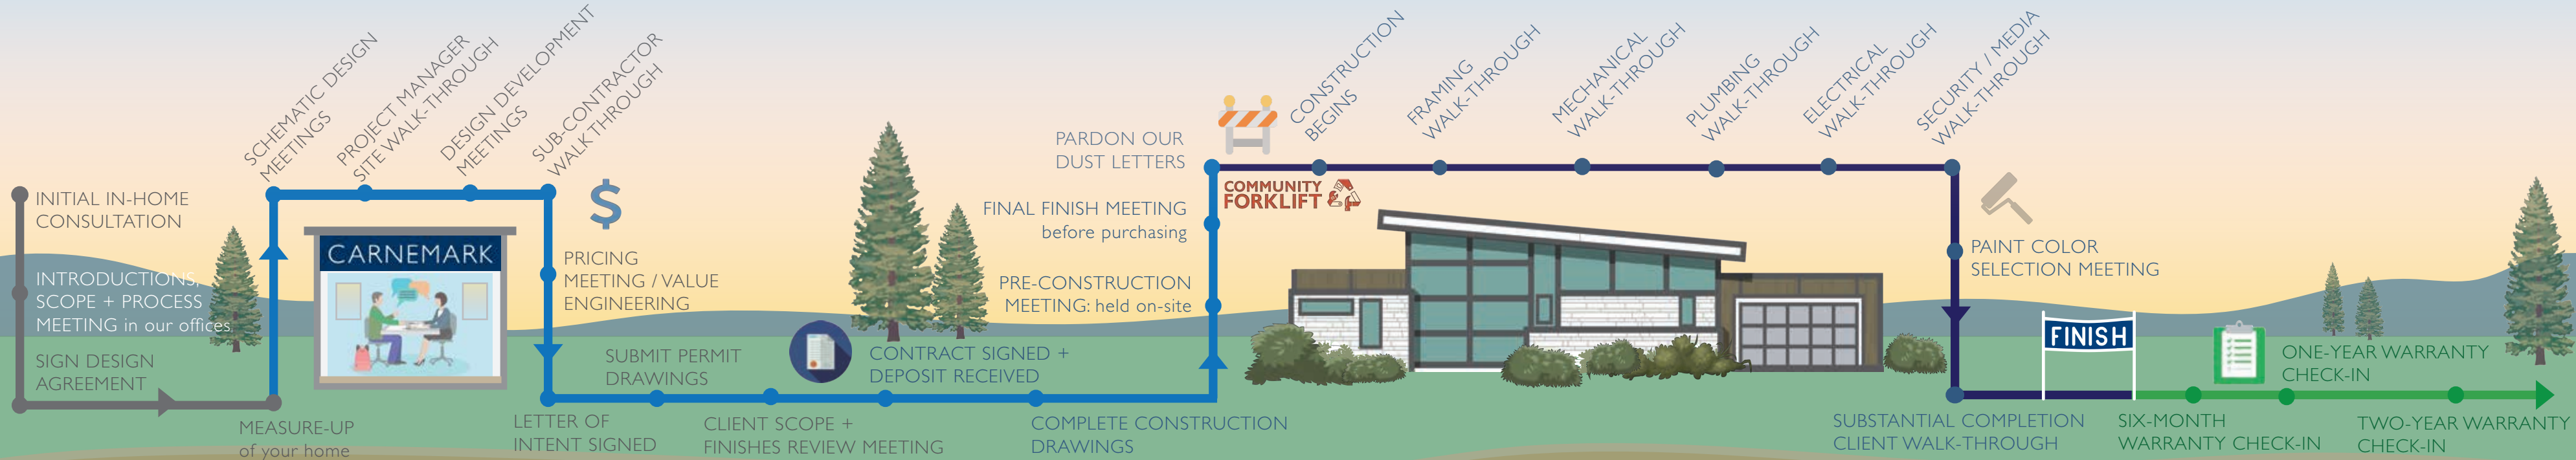 INITIAL IN-HOME
CONSULTATION
INTRODUCTIONS,
SCOPE + PROCESS
MEETING in our offices
SIGN DESIGN
AGREEMENT
MEASURE-UP
of your home
SCHEMATIC DESIGN
MEETINGS
PROJECT MANAGER
SITE WALK-THROUGH
DESIGN DEVELOPMENT
MEETINGS
SUB-CONTRACTOR
WALK THROUGH
CARNEMARK
$
PRICING
MEETING / VALUE
ENGINEERING
LETTER OF
INTENT SIGNED
SUBMIT PERMIT
DRAWINGS
CLIENT SCOPE +
FINISHES REVIEW MEETING
CONTRACT SIGNED +
DEPOSIT RECEIVED
COMPLETE CONSTRUCTION
DRAWINGS
PRE-CONSTRUCTION
MEETING: held on-site
FINAL FINISH MEETING
before purchasing
PARDON OUR
DUST LETTERS
COMMUNITY
FORKLIFT
CONSTRUCTION
BEGINS
FRAMING
WALK-THROUGH
MECHANICAL
WALK-THROUGH
PLUMBING
WALK-THROUGH
ELECTRICAL
WALK-THROUGH
SECURITY / MEDIA
WALK-THROUGH
PAINT COLOR
SELECTION MEETING
SUBSTANTIAL COMPLETION
CLIENT WALK-THROUGH
FINISH
SIX-MONTH
WARRANTY CHECK-IN
ONE-YEAR WARRANTY
CHECK-IN
TWO-YEAR WARRANTY
CHECK-IN